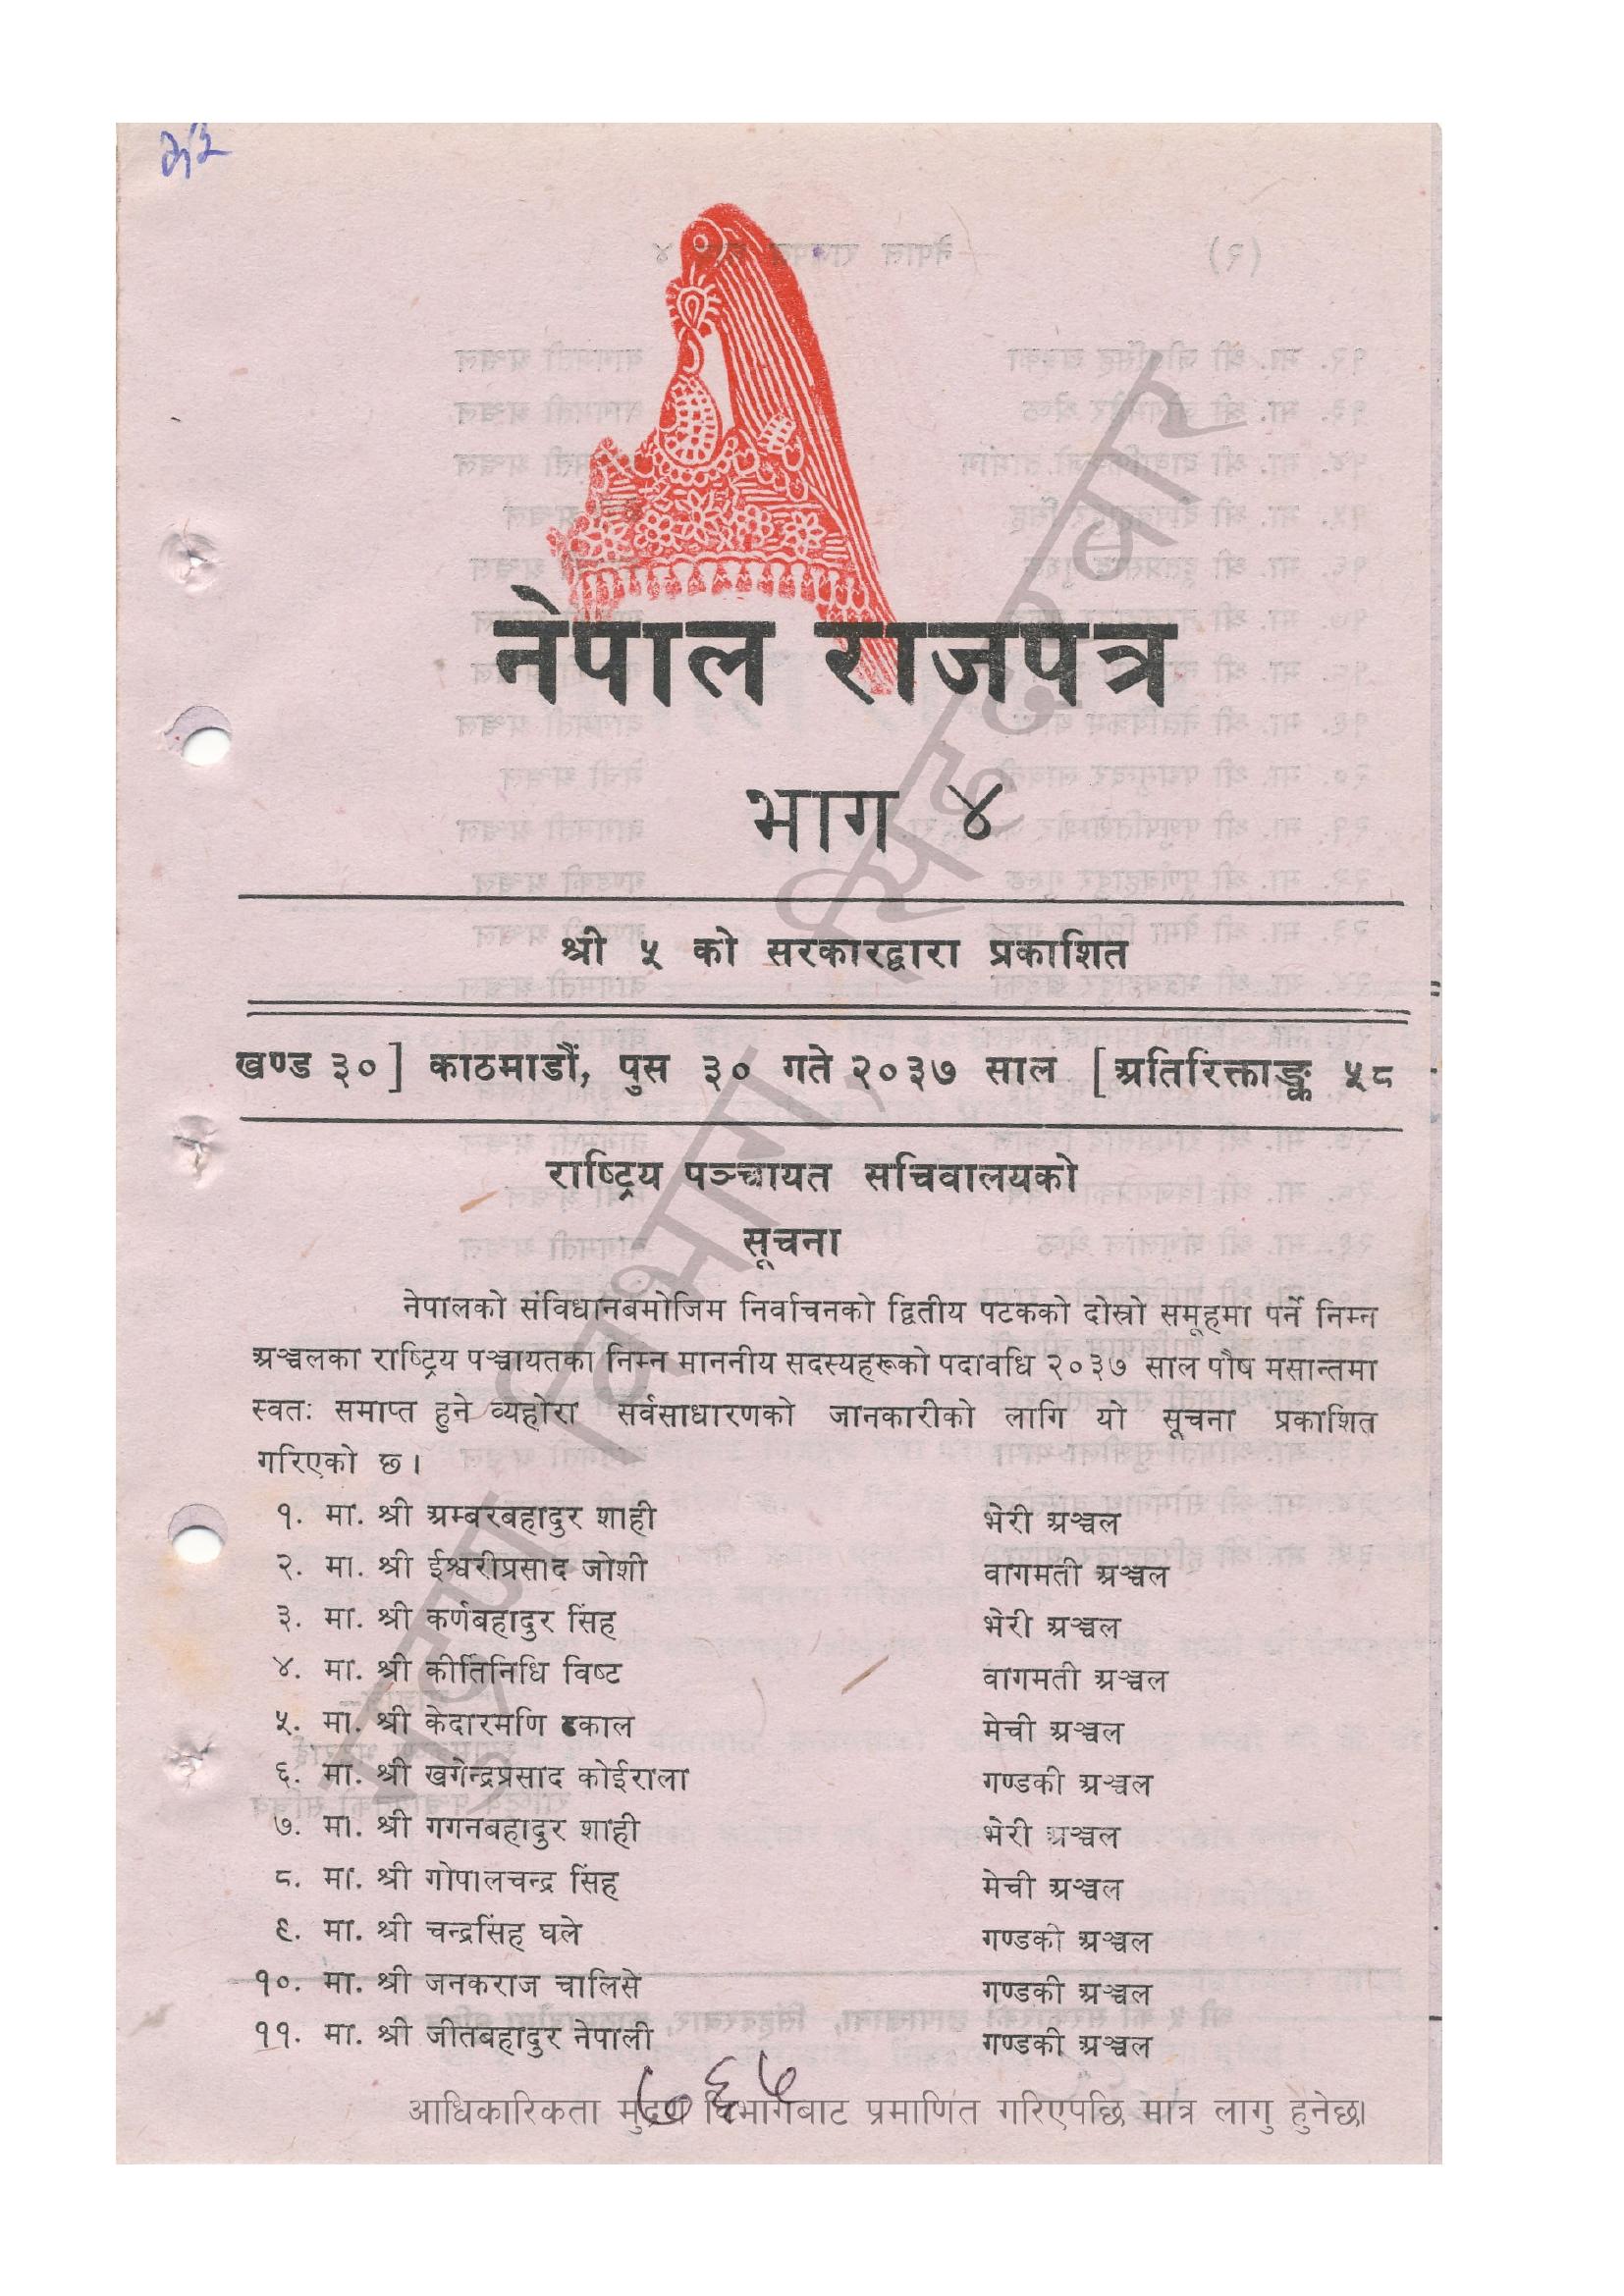 नेपाल राजपत्र
भाग ४
श्री ५ को सरकारद्वारा प्रकाशित
खण्ड ३०] काठमाडौं, पुस ३० गते २०३७ साल [अतिरिक्ताङ्क ५८
राष्ट्रिय पञ्चायत सचिवालयको
सूचना
नेपालको संविधानबमोजिम निर्वाचनको द्वितीय पटकको दोस्रो समूहमा पर्ने निम्न
अञ्चलका राष्ट्रिय पञ्चायतका निम्न माननीय सदस्यहरूको पदावधि २०३७ साल पौष मसान्तमा
स्वतः समाप्त हुने व्यहोरा सर्वसाधारणको जानकारीको लागि यो सूचना प्रकाशित
गरिएको छ।
१. मा. श्री अम्बरबहादुर शाही भेरी अञ्चल
२. मा. श्री ईश्वरीप्रसाद जोशी वागमती अञ्चल
३. मा. श्री कर्णबहादुर सिंह भेरी अञ्चल
४. मा. श्री कीर्तिनिधि विष्ट वागमती अञ्चल
५. मा. श्री केदारमणि ढकाल मेची अञ्चल
६. मा. श्री खगेन्द्रप्रसाद कोईराला गण्डकी अञ्चल
७. मा. श्री गगनबहादुर शाही भेरी अञ्चल
८. मा. श्री गोपालचन्द्र सिंह मेची अञ्चल
९. मा. श्री चन्द्रसिंह घले गण्डकी अञ्चल
१०. मा. श्री जनकराज चालिसे गण्डकी अञ्चल
११. मा. श्री जीतबहादुर नेपाली गण्डकी अञ्चल
७६५
आधिकारिकता मुद्रण विभागबाट प्रमाणित गरिएपछि मात्र लागु हुनेछ।
मुद्रण विभाग, सिंहदरबार